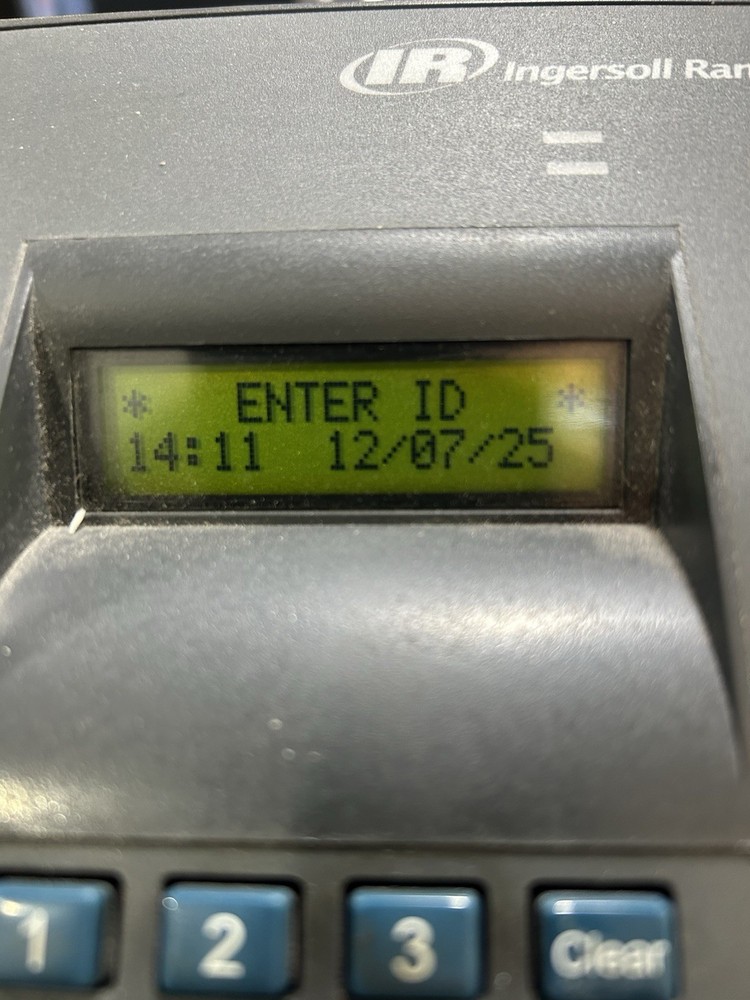 IR Ingersoll Ran
* ENTER ID *
14:11 12/07/25
1 2 3 Clear